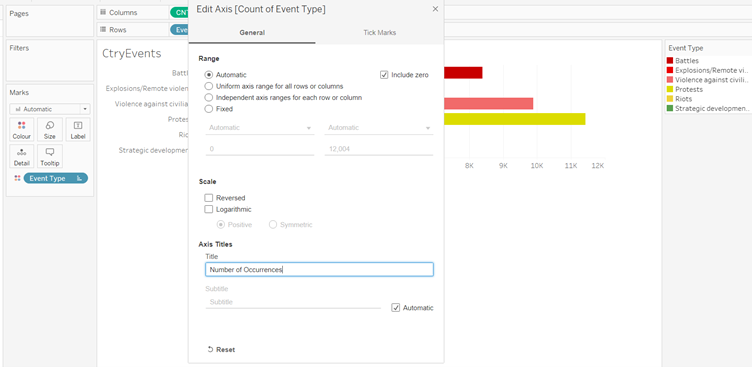 Pages
Columns
CN
Rows
Eve
Filters
CtryEvents
Battl
Explosions/Remote violen
Violence against civilia
Protes
Rio
Strategic developmen
Marks
Automatic
Colour
Size
Label
Detail
Tooltip
Event Type
Edit Axis [Count of Event Type]
General
Tick Marks
Range
Automatic
Include zero
Uniform axis range for all rows or columns
Independent axis ranges for each row or column
Fixed
Automatic
Automatic
0
12,004
Scale
Reversed
Logarithmic
Positive
Symmetric
Axis Titles
Title
Number of Occurrences
Subtitle
Subtitle
Automatic
Reset
8K
9K
10K
11K
12K
Event Type
Battles
Explosions/Remote vi...
Violence against civili...
Protests
Riots
Strategic developmen...